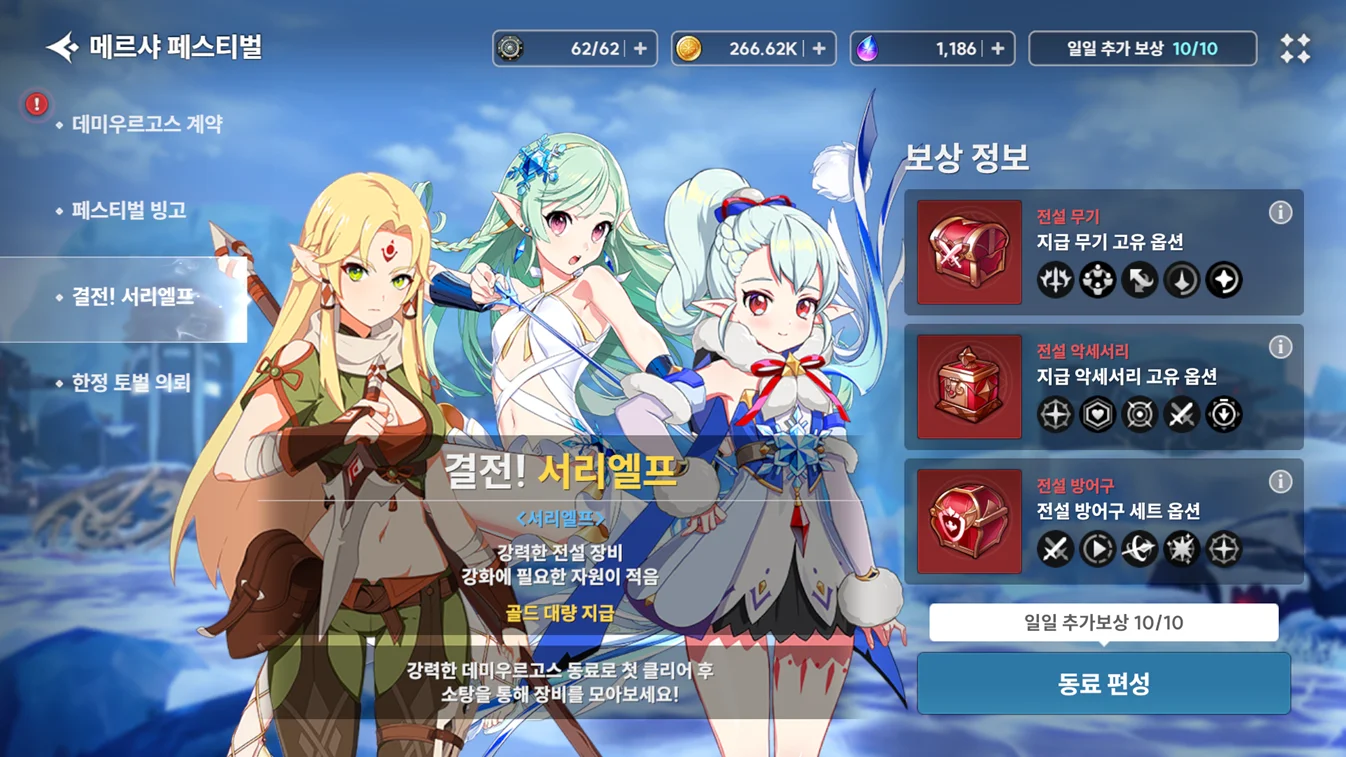 메르샤 페스티벌
62/62
266.62K
1,186
일일 추가 보상 10/10
데미우르고스 계약
페스티벌 빙고
결전! 서리엘프
한정 토벌 의뢰
결전! 서리엘프
<서리엘프>
강력한 전설 장비
강화에 필요한 자원이 적음
골드 대량 지급
강력한 데미우르고스 동료로 첫 클리어 후
소탕을 통해 장비를 모아보세요!
보상 정보
전설 무기
지급 무기 고유 옵션
전설 악세서리
지급 악세서리 고유 옵션
전설 방어구
전설 방어구 세트 옵션
일일 추가보상 10/10
동료 편성